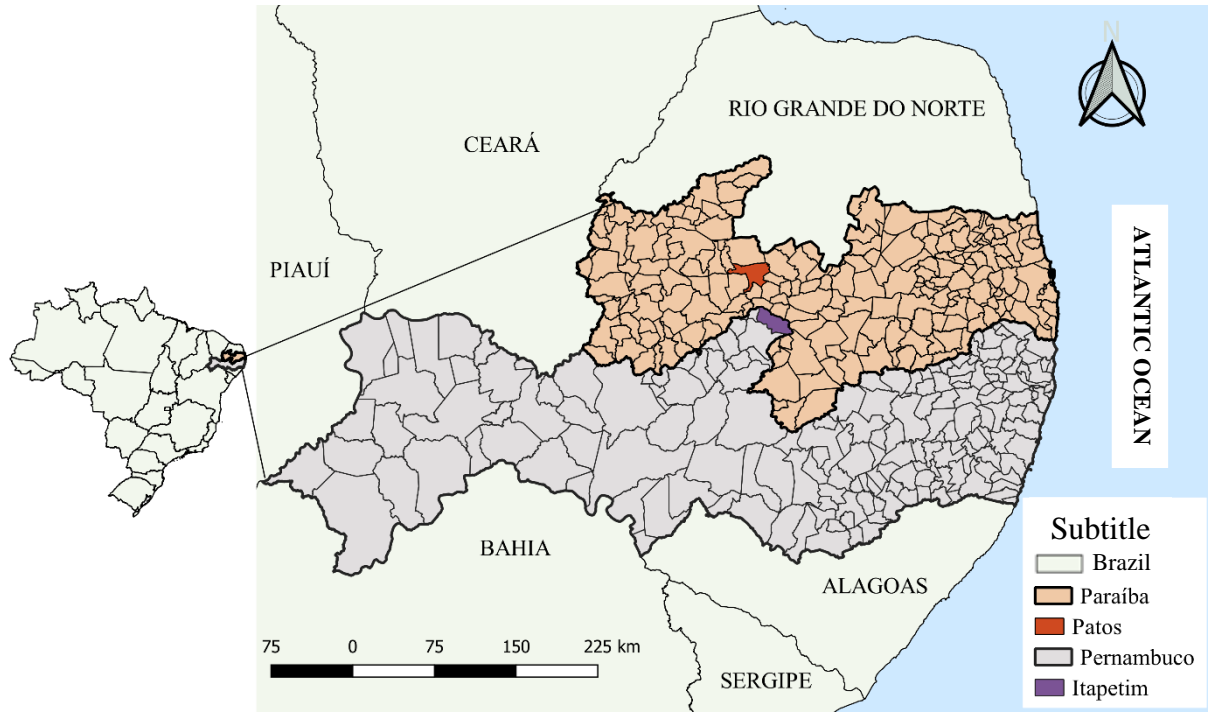 N
RIO GRANDE DO NORTE
CEARÁ
PIAUÍ
ATLANTIC OCEAN
BAHIA
ALAGOAS
SERGIPE
75 0 75 150 225 km
Subtitle
Brazil
Paraíba
Patos
Pernambuco
Itapetim